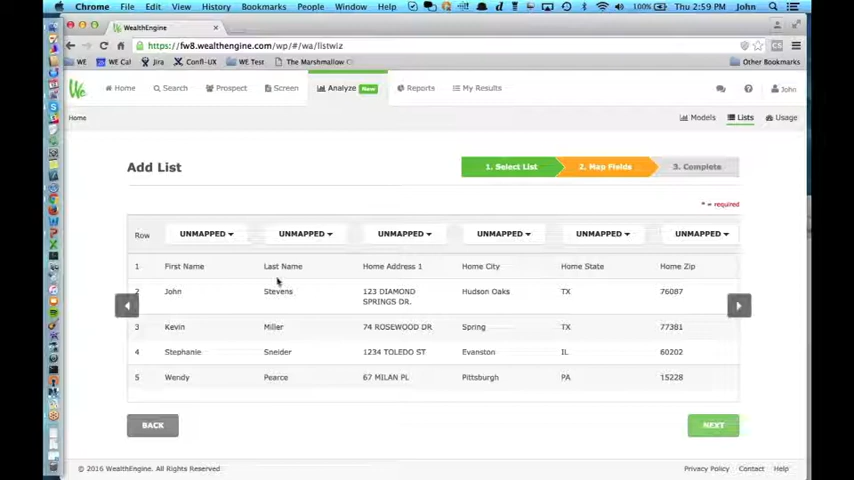 Chrome File Edit View History Bookmarks People Window Help 100% Thu 2:59 PM John
WealthEngine
John
https://fw8.wealthengine.com/wp/#/wa/listwiz
WE WE Cal Jira Confl-UX WE Test The Marshmallow C Other Bookmarks
We Home Search Prospect Screen Analyze New Reports My Results John
Home Models Lists Usage
Add List 1. Select List 2. Map Fields 3. Complete
* = required
Row UNMAPPED UNMAPPED UNMAPPED UNMAPPED UNMAPPED UNMAPPED
1 First Name Last Name Home Address 1 Home City Home State Home Zip
2 John Stevens 123 DIAMOND SPRINGS DR. Hudson Oaks TX 76087
3 Kevin Miller 74 ROSEWOOD DR Spring TX 77381
4 Stephanie Sneider 1234 TOLEDO ST Evanston IL 60202
5 Wendy Pearce 67 MILAN PL Pittsburgh PA 15228
BACK NEXT
© 2016 WealthEngine. All Rights Reserved Privacy Policy Contact Help